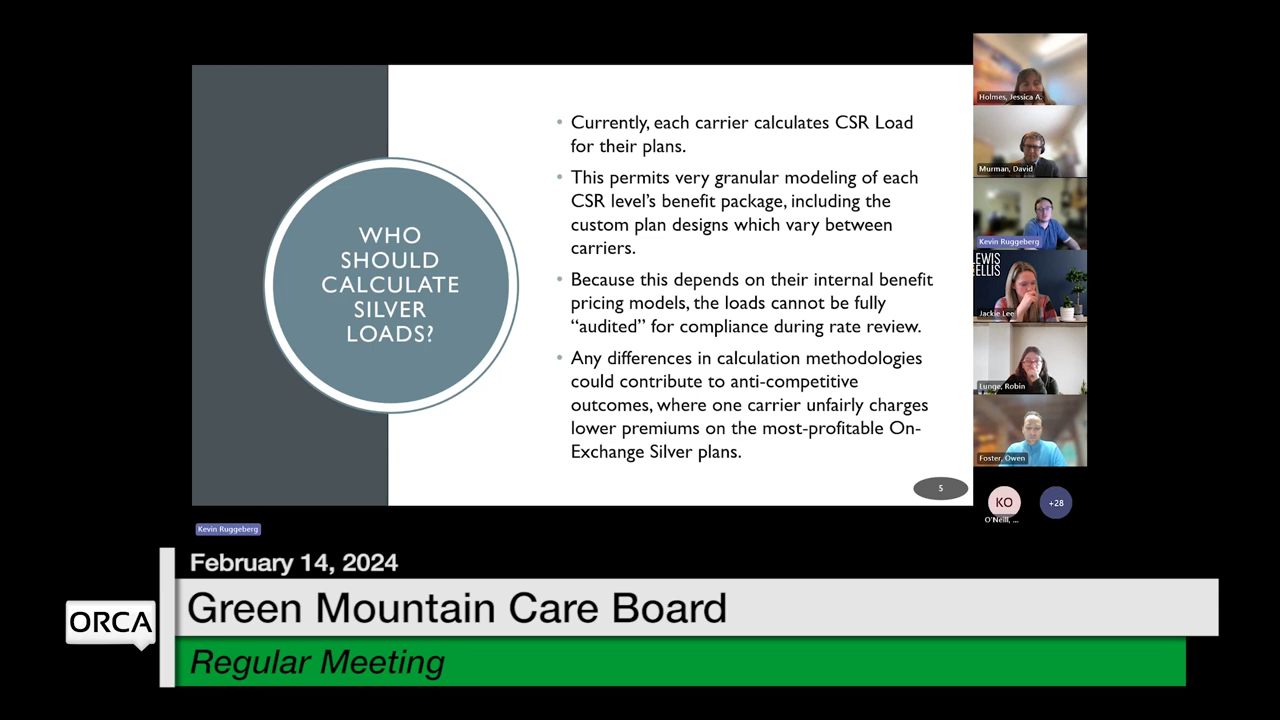 WHO
SHOULD
CALCULATE
SILVER
LOADS?
• Currently, each carrier calculates CSR Load
for their plans.
• This permits very granular modeling of each
CSR level's benefit package, including the
custom plan designs which vary between
carriers.
• Because this depends on their internal benefit
pricing models, the loads cannot be fully
“audited” for compliance during rate review.
• Any differences in calculation methodologies
could contribute to anti-competitive
outcomes, where one carrier unfairly charges
lower premiums on the most-profitable On-
Exchange Silver plans.
5
Holmes, Jessica A.
Murman, David
Kevin Ruggeberg
LEWIS
ELLIS
Jackie Lee
Lunge, Robin
Foster, Owen
KO
+28
O'Neill, ...
Kevin Ruggeberg
February 14, 2024
ORCA
Green Mountain Care Board
Regular Meeting